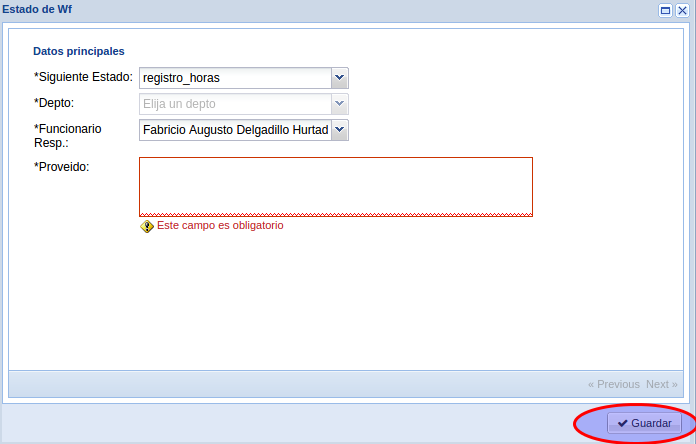 Estado de Wf
Datos principales
*Siguiente Estado: registro_horas
*Depto: Elija un depto
*Funcionario Resp.: Fabricio Augusto Delgadillo Hurtad
*Proveido:
Este campo es obligatorio
« Previous Next »
Guardar